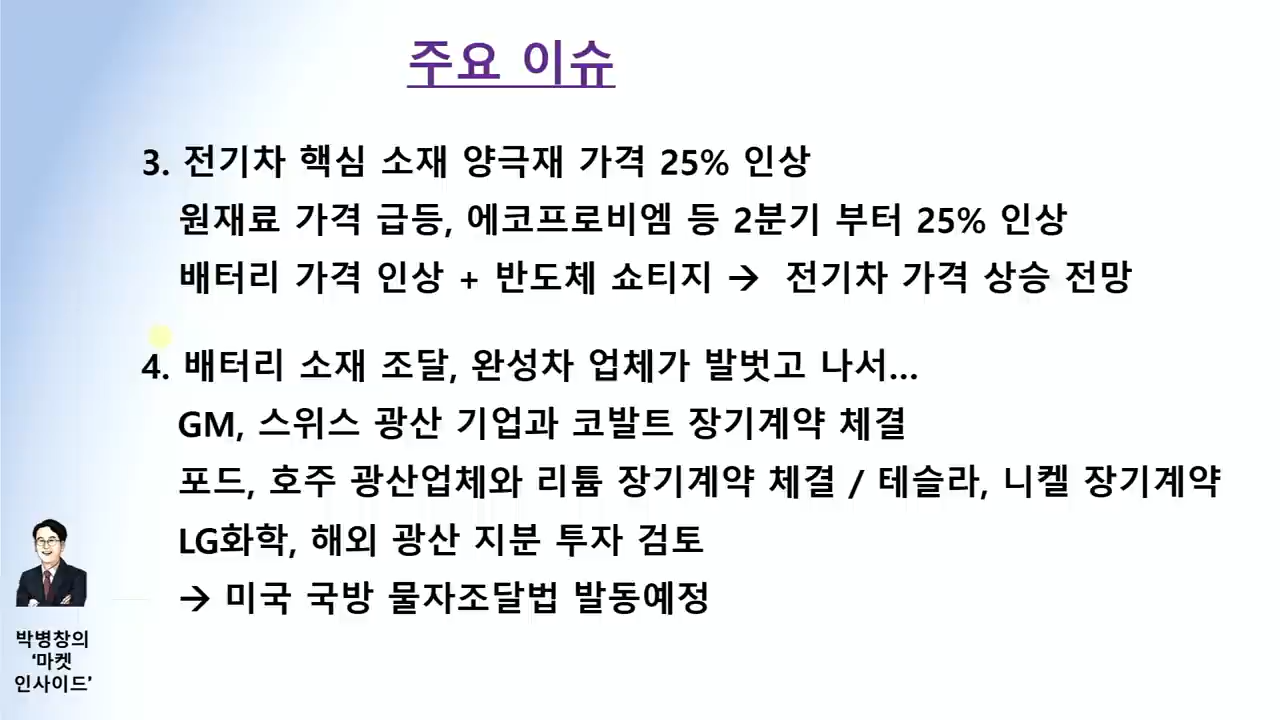 주요 이슈
3. 전기차 핵심 소재 양극재 가격 25% 인상
원재료 가격 급등, 에코프로비엠 등 2분기 부터 25% 인상
배터리 가격 인상 + 반도체 쇼티지 → 전기차 가격 상승 전망
4. 배터리 소재 조달, 완성차 업체가 발벗고 나서...
GM, 스위스 광산 기업과 코발트 장기계약 체결
포드, 호주 광산업체와 리튬 장기계약 체결 / 테슬라, 니켈 장기계약
LG화학, 해외 광산 지분 투자 검토
→ 미국 국방 물자조달법 발동예정
박병창의
‘마켓
인사이드’